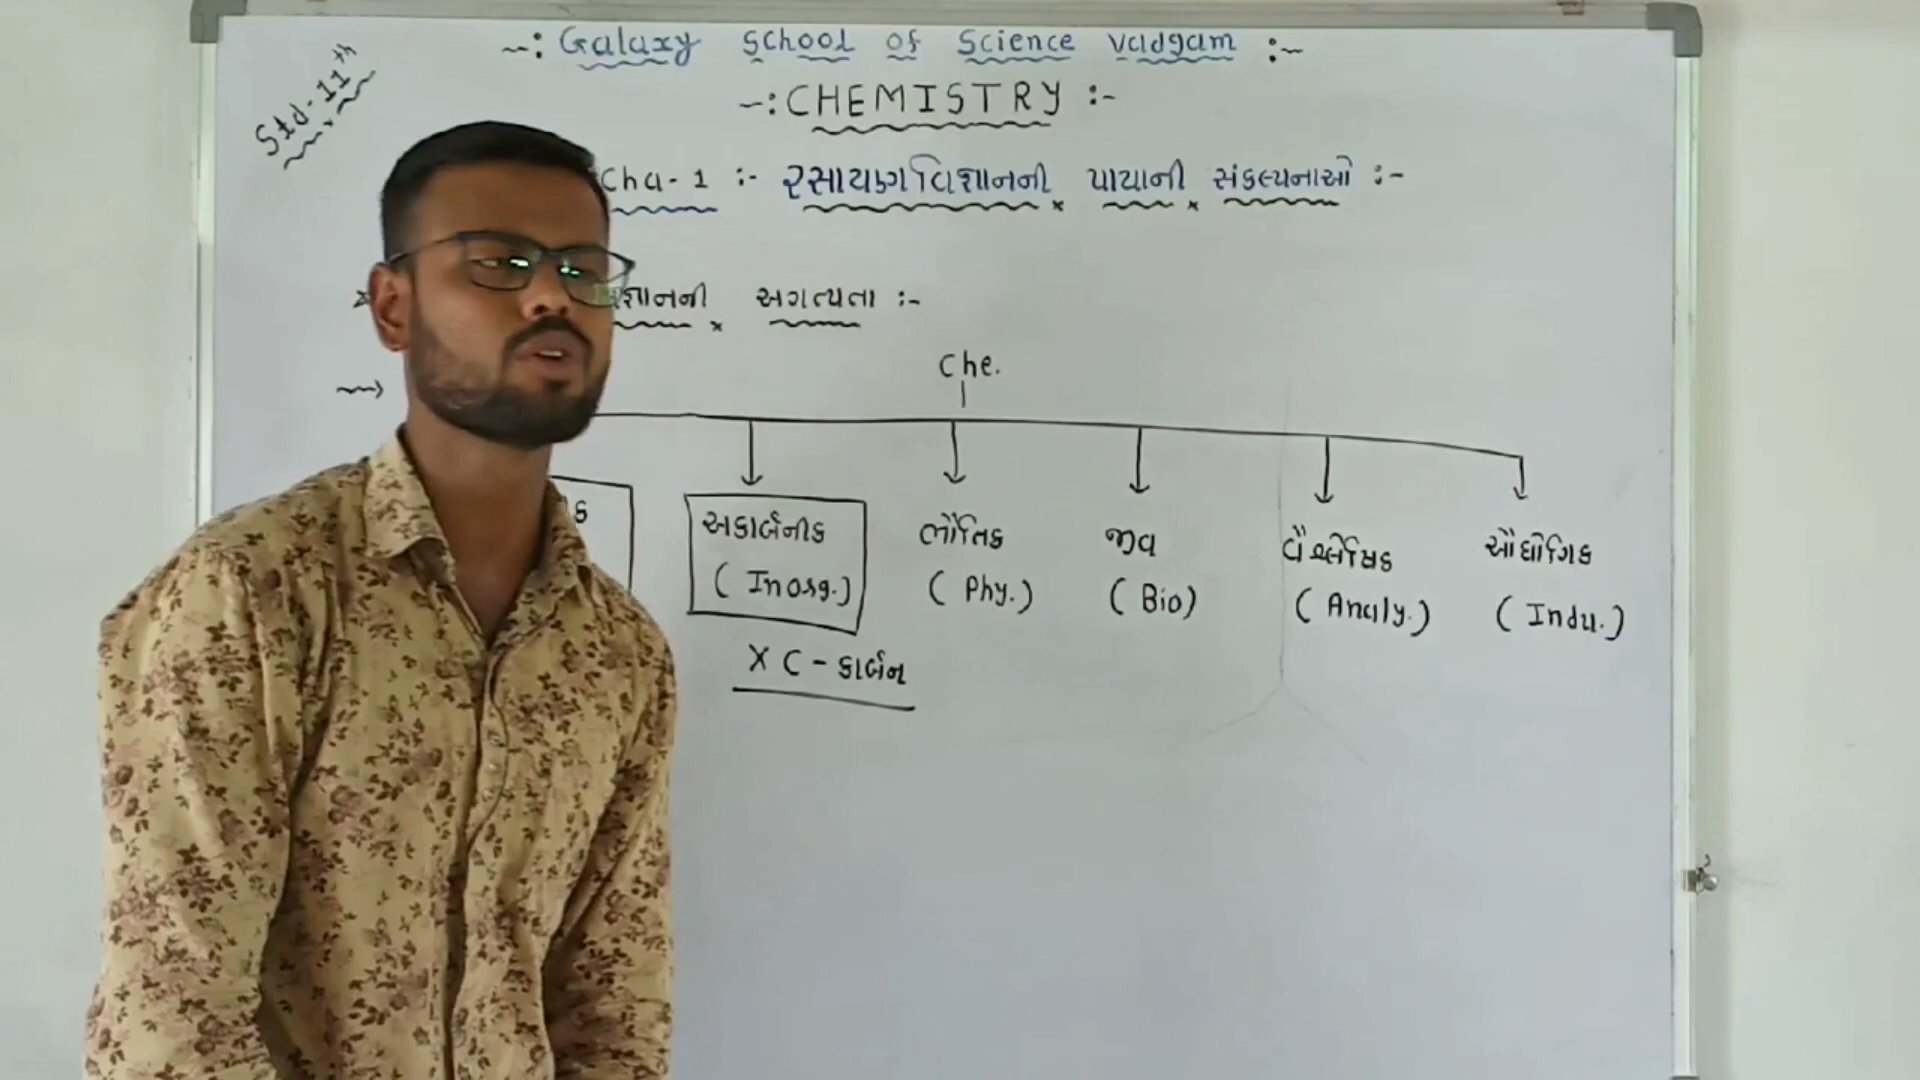 Std-11th
~: Galaxy School of Science Vadgam :~
~: CHEMISTRY :~
Cha-1 :- રસાયણવિજ્ઞાનની પાયાની સંકલ્પનાઓ :-
અગત્યતા :-
Che.
અકાર્બનીક ભૌતિક જીવ વૈશ્લેષિક ઔદ્યોગિક
(Inorg.) (Phy.) (Bio) (Analy.) (Indu.)
X C - કાર્બન